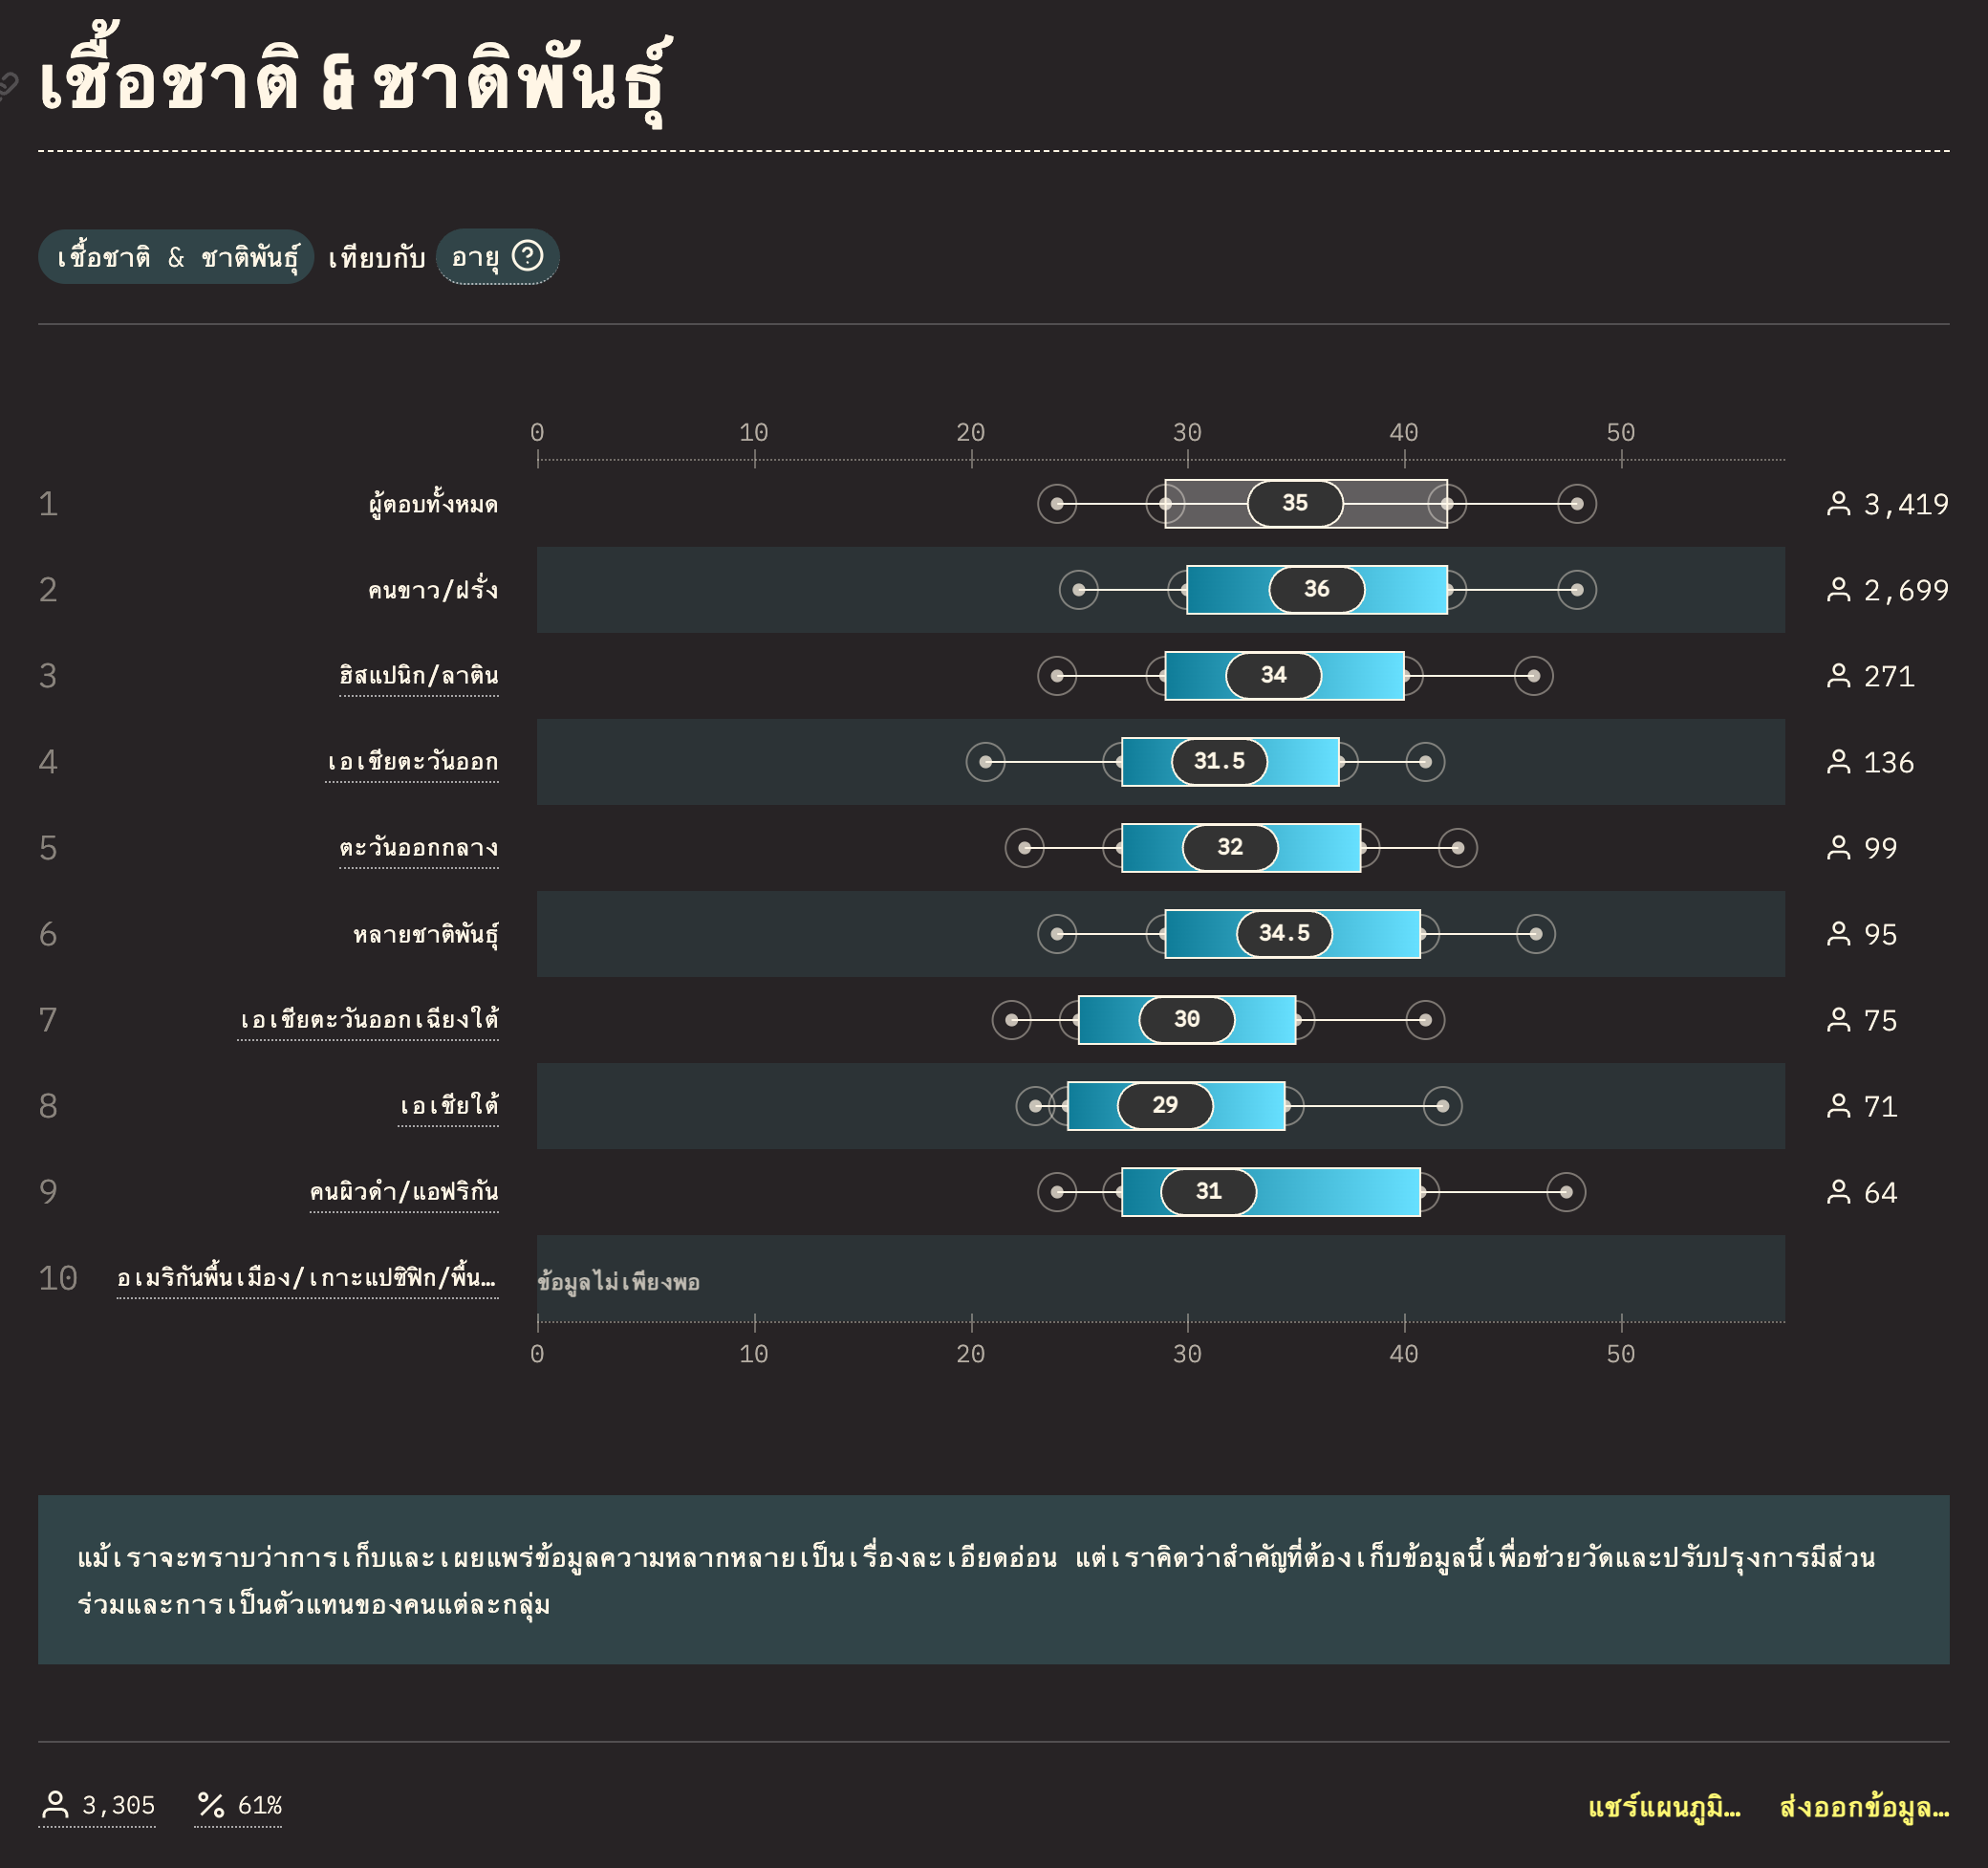 เชื้อชาติ & ชาติพันธุ์
เชื้อชาติ & ชาติพันธุ์ เทียบกับ อายุ
0 10 20 30 40 50
1 ผู้ตอบทั้งหมด 35 3,419
2 คนขาว/ฝรั่ง 36 2,699
3 ฮิสแปนิก/ลาติน 34 271
4 เอเชียตะวันออก 31.5 136
5 ตะวันออกกลาง 32 99
6 หลายชาติพันธุ์ 34.5 95
7 เอเชียตะวันออกเฉียงใต้ 30 75
8 เอเชียใต้ 29 71
9 คนผิวดำ/แอฟริกัน 31 64
10 อเมริกันพื้นเมือง/เกาะแปซิฟิก/พื้น… ข้อมูลไม่เพียงพอ
0 10 20 30 40 50
แม้เราจะทราบว่าการเก็บและเผยแพร่ข้อมูลความหลากหลายเป็นเรื่องละเอียดอ่อน แต่เราคิดว่าสำคัญที่ต้องเก็บข้อมูลนี้เพื่อช่วยวัดและปรับปรุงการมีส่วน
ร่วมและการเป็นตัวแทนของคนแต่ละกลุ่ม
3,305 61% แชร์แผนภูมิ… ส่งออกข้อมูล…